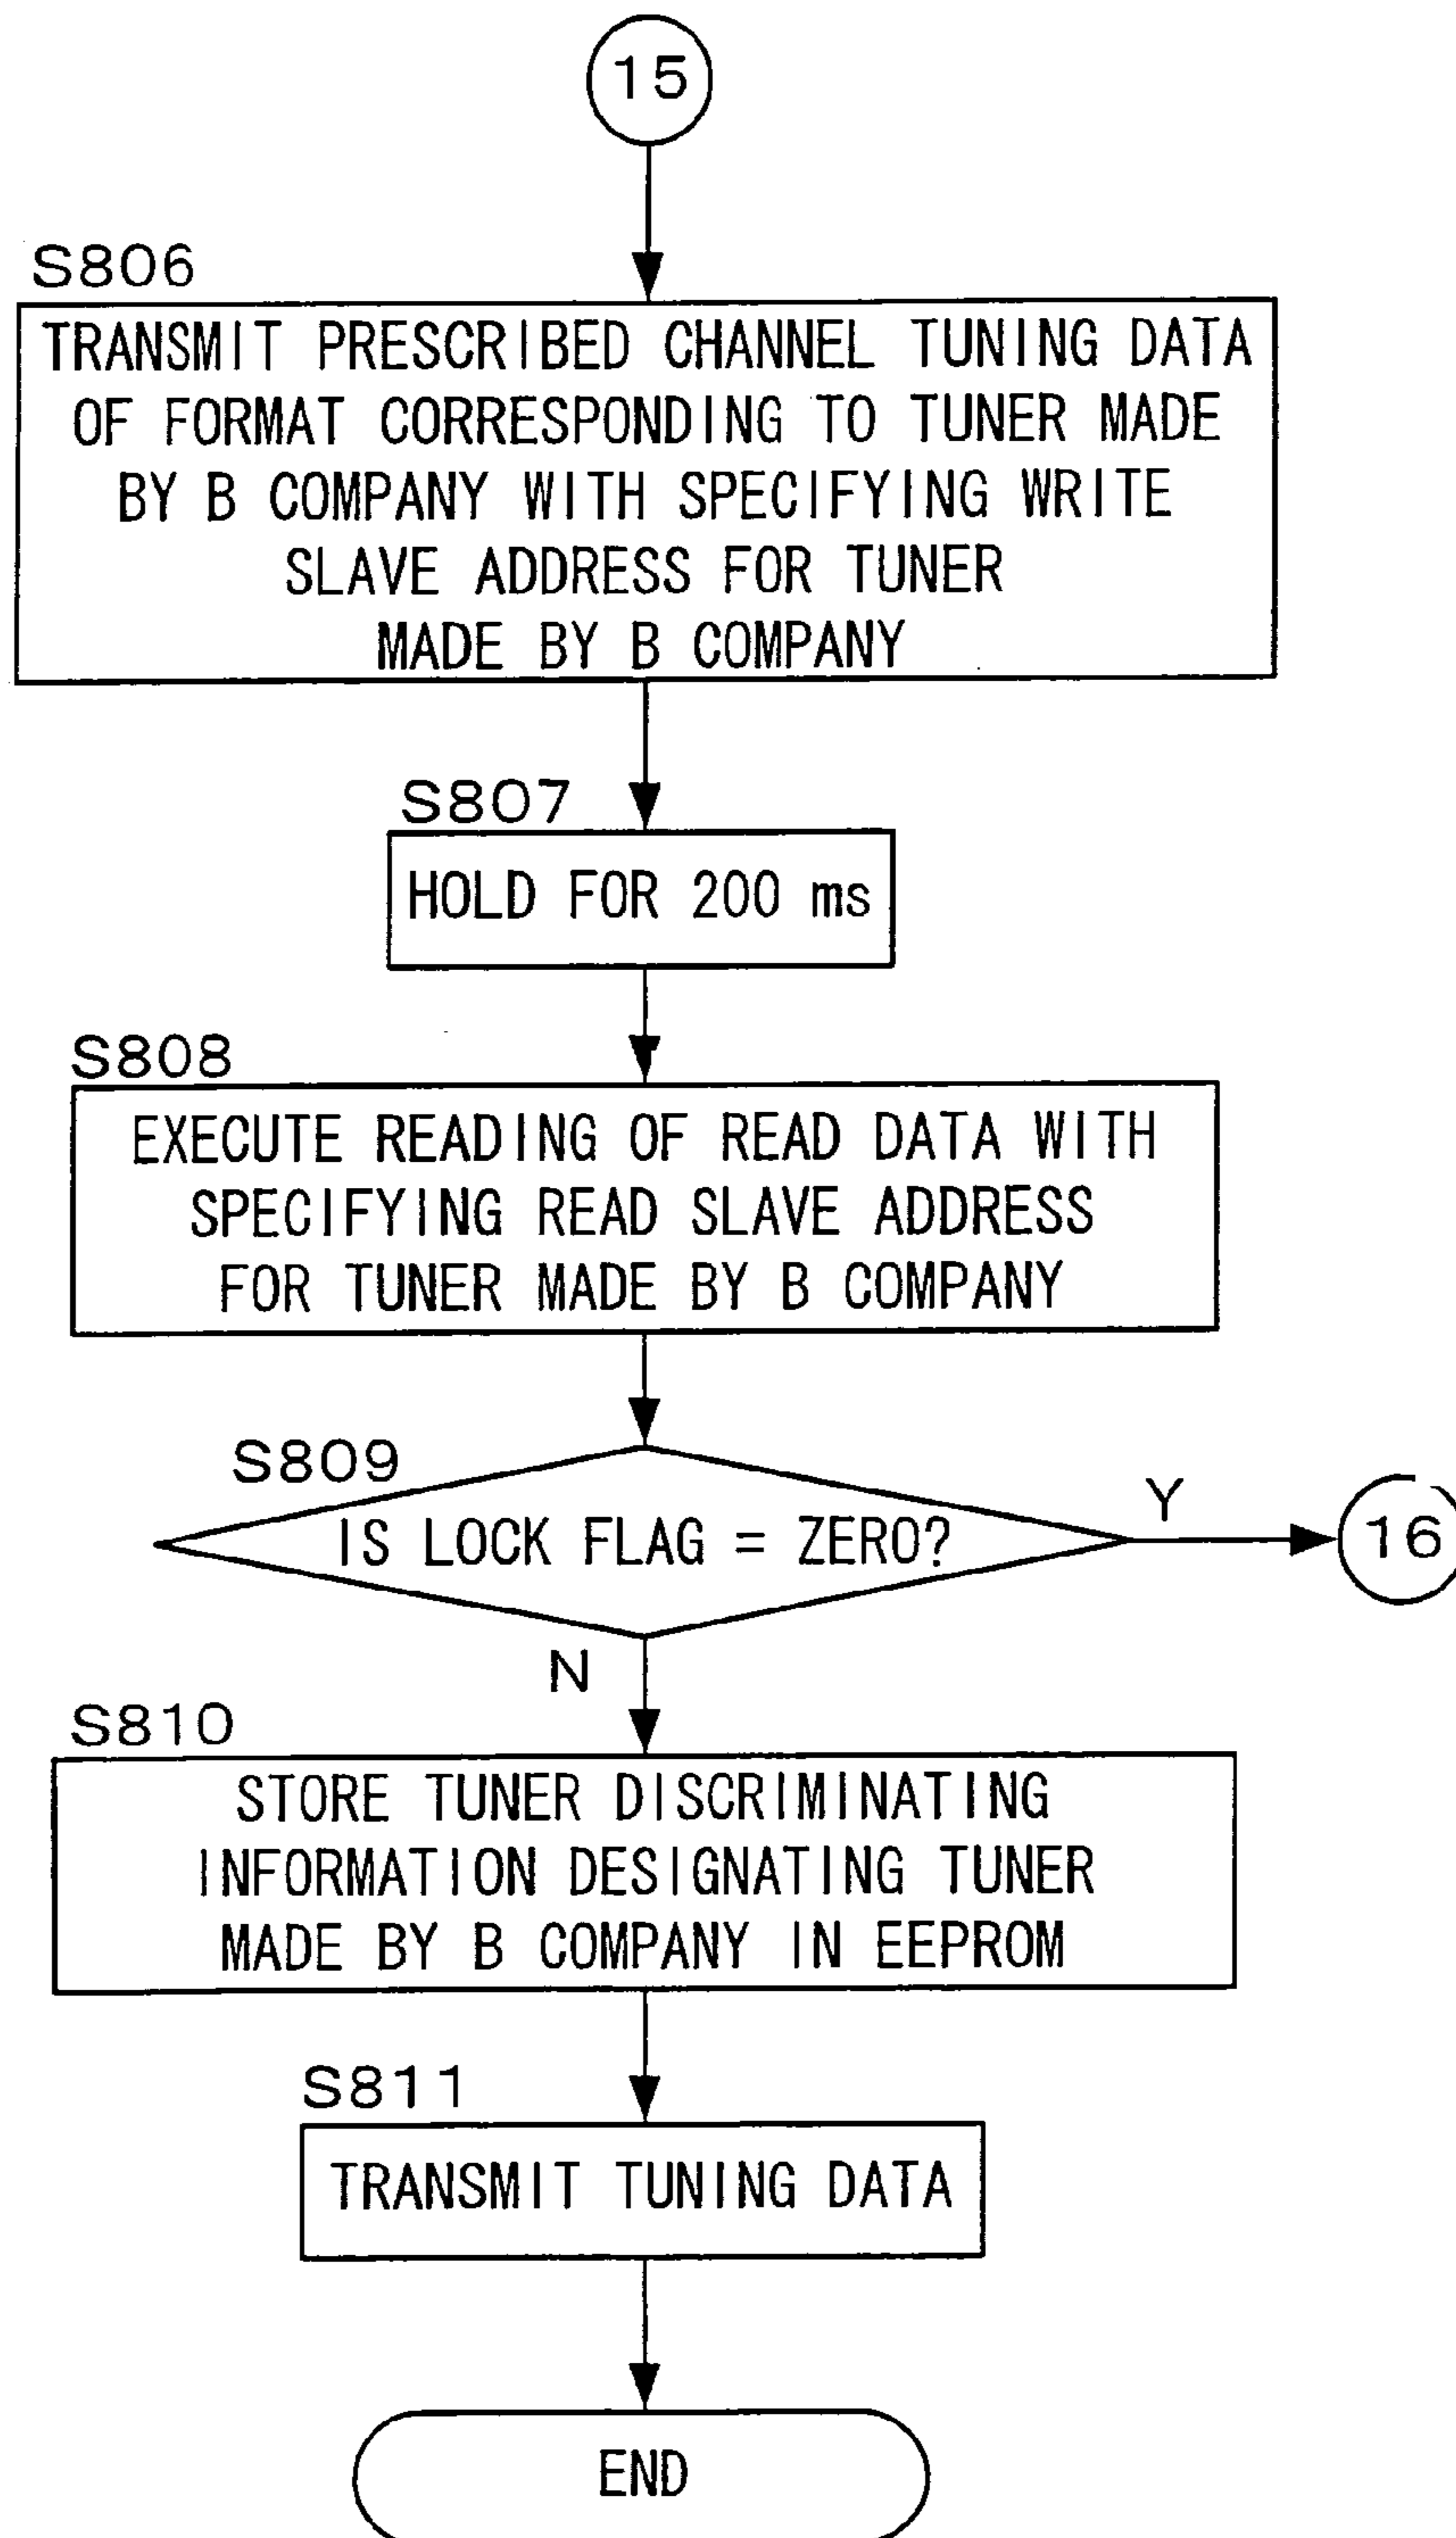 15
S806
TRANSMIT PRESCRIBED CHANNEL TUNING DATA
OF FORMAT CORRESPONDING TO TUNER MADE
BY B COMPANY WITH SPECIFYING WRITE
SLAVE ADDRESS FOR TUNER
MADE BY B COMPANY
S807
HOLD FOR 200 ms
S808
EXECUTE READING OF READ DATA WITH
SPECIFYING READ SLAVE ADDRESS
FOR TUNER MADE BY B COMPANY
S809
IS LOCK FLAG = ZERO?
Y
16
N
S810
STORE TUNER DISCRIMINATING
INFORMATION DESIGNATING TUNER
MADE BY B COMPANY IN EEPROM
S811
TRANSMIT TUNING DATA
END